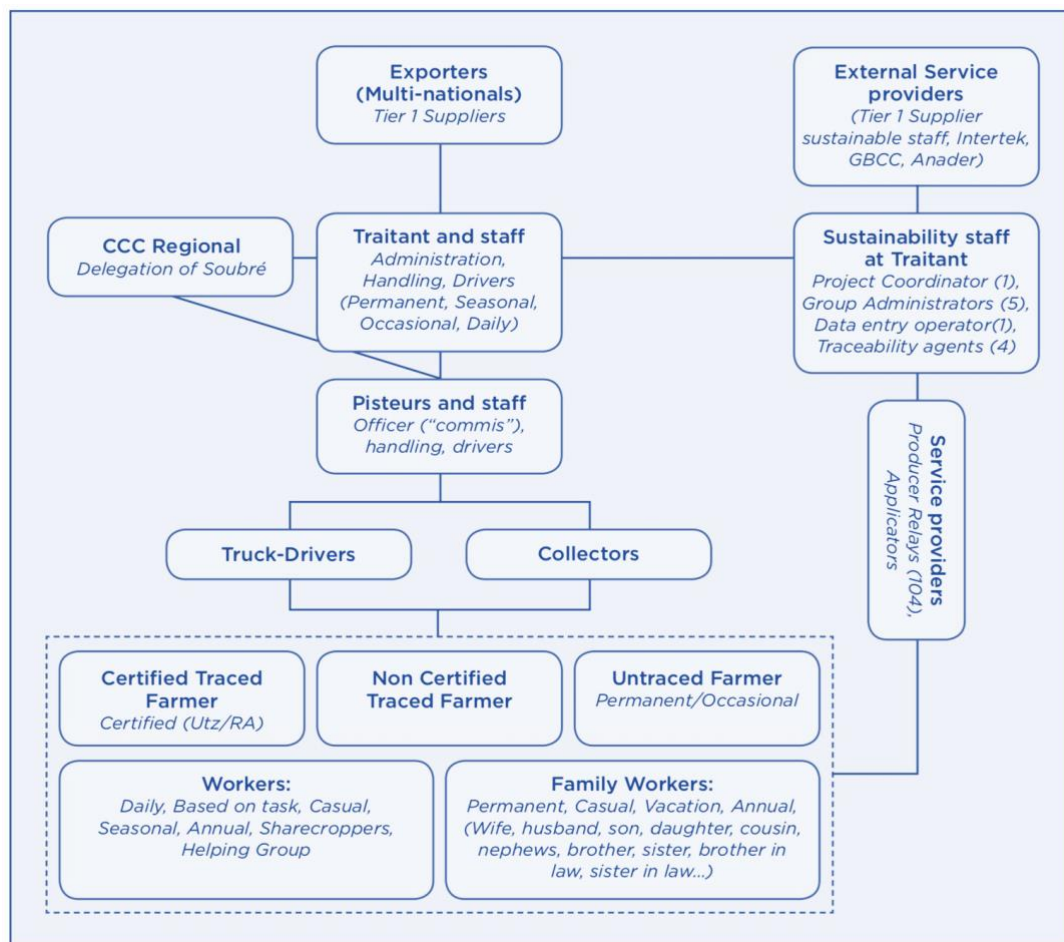 Exporters
(Multi-nationals)
Tier 1 Suppliers
External Service
providers
(Tier 1 Supplier
sustainable staff, Intertek,
GBCC, Anader)
CCC Regional
Delegation of Soubré
Traitant and staff
Administration,
Handling, Drivers
(Permanent, Seasonal,
Occasional, Daily)
Sustainability staff
at Traitant
Project Coordinator (1),
Group Administrators (5),
Data entry operator(1),
Traceability agents (4)
Pisteurs and staff
Officer (“commis”),
handling, drivers
Service providers
Producer Relays (104),
Applicators
Truck-Drivers
Collectors
Certified Traced
Farmer
Certified (Utz/RA)
Non Certified
Traced Farmer
Untraced Farmer
Permanent/Occasional
Workers:
Daily, Based on task, Casual,
Seasonal, Annual, Sharecroppers,
Helping Group
Family Workers:
Permanent, Casual, Vacation, Annual,
(Wife, husband, son, daughter, cousin,
nephews, brother, sister, brother in
law, sister in law...)